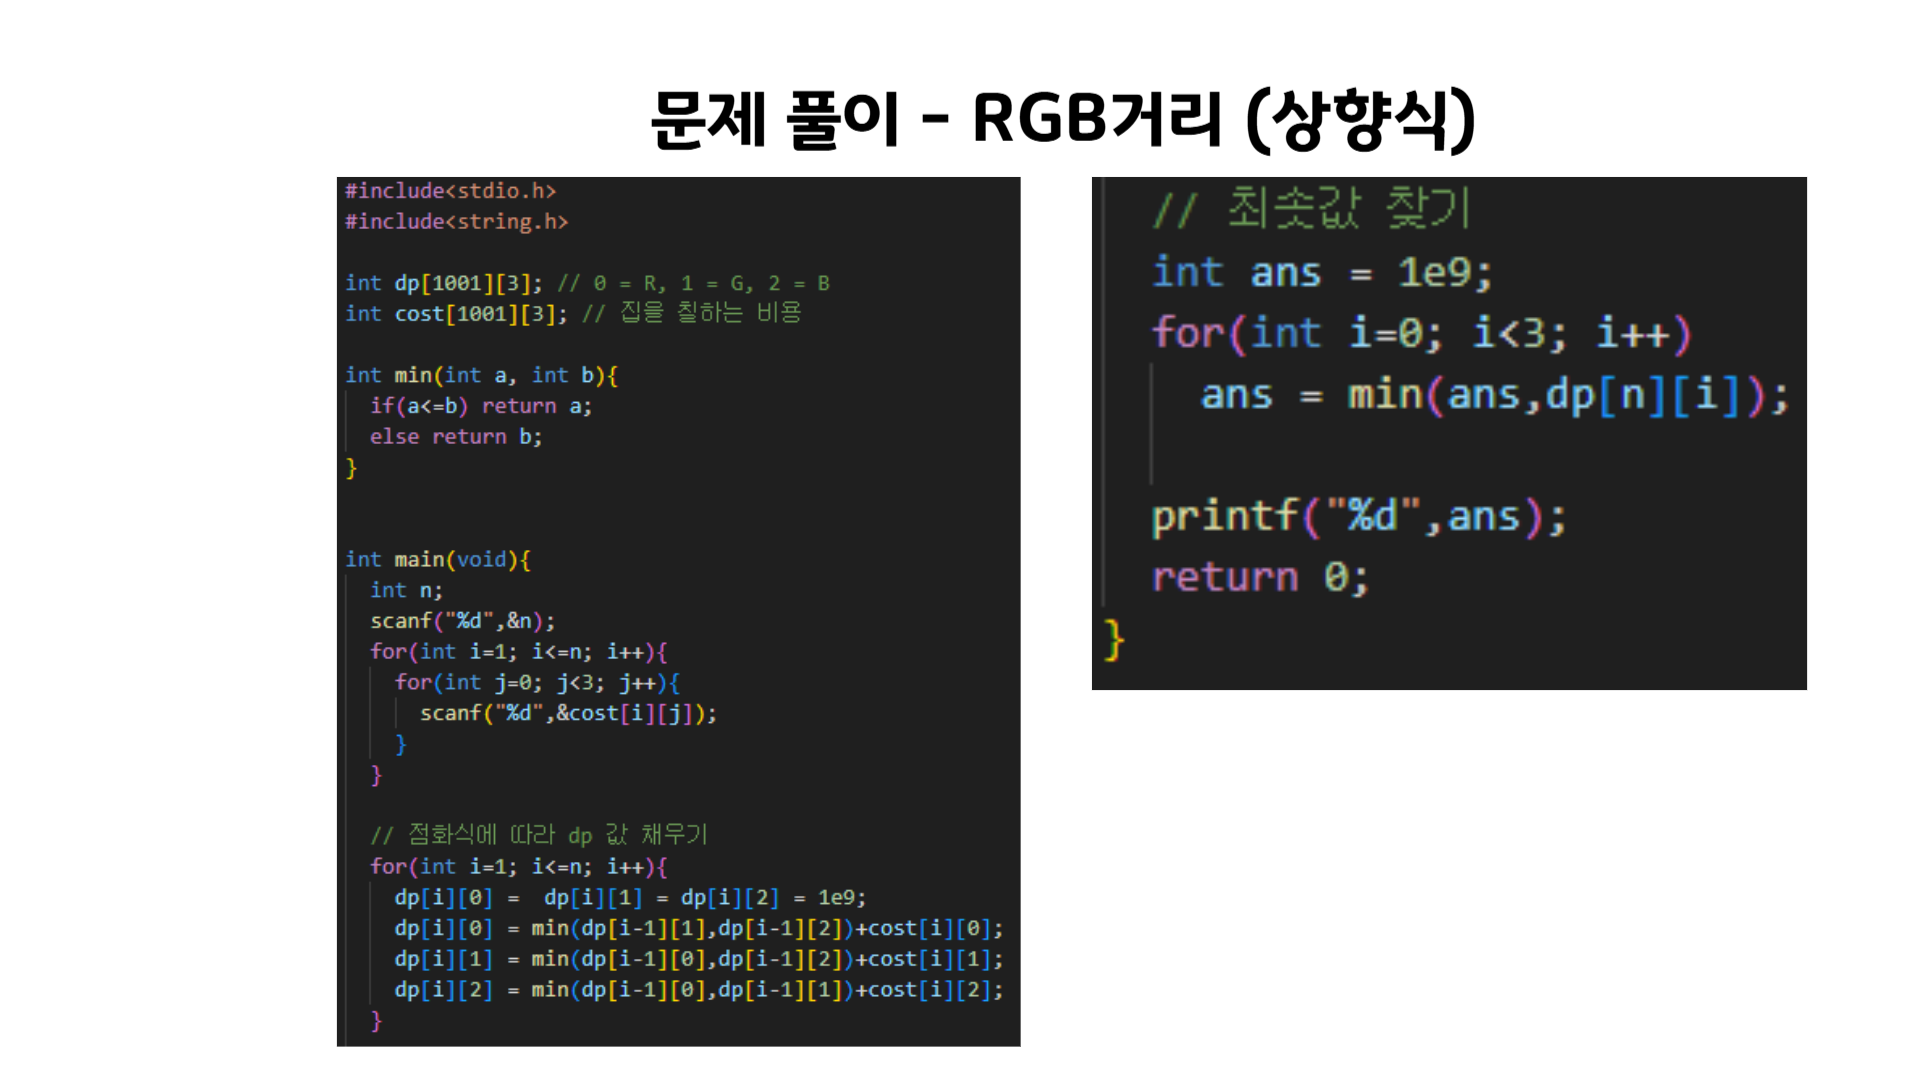 문제 풀이 - RGB거리 (상향식)
#include<stdio.h>
#include<string.h>
int dp[1001][3]; // 0 = R, 1 = G, 2 = B
int cost[1001][3]; // 집을 칠하는 비용
int min(int a, int b){
if(a<=b) return a;
else return b;
}
int main(void){
int n;
scanf("%d",&n);
for(int i=1; i<=n; i++){
for(int j=0; j<3; j++){
scanf("%d",&cost[i][j]);
}
}
// 점화식에 따라 dp 값 채우기
for(int i=1; i<=n; i++){
dp[i][0] =  dp[i][1] = dp[i][2] = 1e9;
dp[i][0] = min(dp[i-1][1],dp[i-1][2])+cost[i][0];
dp[i][1] = min(dp[i-1][0],dp[i-1][2])+cost[i][1];
dp[i][2] = min(dp[i-1][0],dp[i-1][1])+cost[i][2];
}
// 최솟값 찾기
int ans = 1e9;
for(int i=0; i<3; i++)
ans = min(ans,dp[n][i]);
printf("%d",ans);
return 0;
}